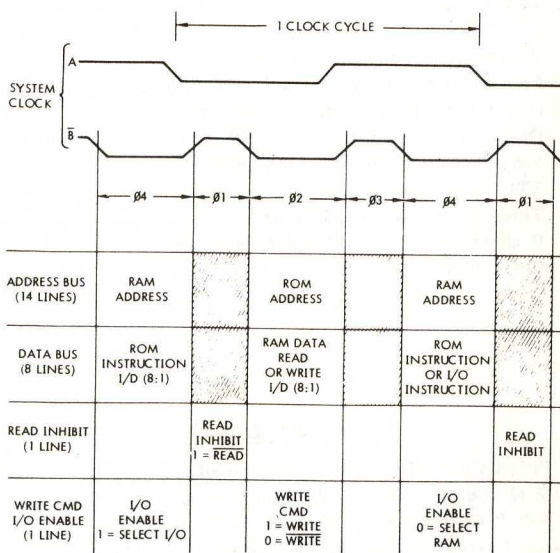 1 CLOCK CYCLE
A
SYSTEM
CLOCK
B̅
Ø4 Ø1 Ø2 Ø3 Ø4 Ø1
ADDRESS BUS
(14 LINES)
RAM
ADDRESS
ROM
ADDRESS
RAM
ADDRESS
DATA BUS
(8 LINES)
ROM
INSTRUCTION
I/D (8:1)
RAM DATA
READ
OR WRITE
I/D (8:1)
ROM
INSTRUCTION
OR I/O
INSTRUCTION
READ INHIBIT
(1 LINE)
READ
INHIBIT
1 = R̅E̅A̅D̅
READ
INHIBIT
WRITE CMD
I/O ENABLE
(1 LINE)
I/O
ENABLE
1 = SELECT I/O
WRITE
CMD
1 = WRITE
0 = W̅R̅I̅T̅E̅
I/O
ENABLE
0 = SELECT
RAM